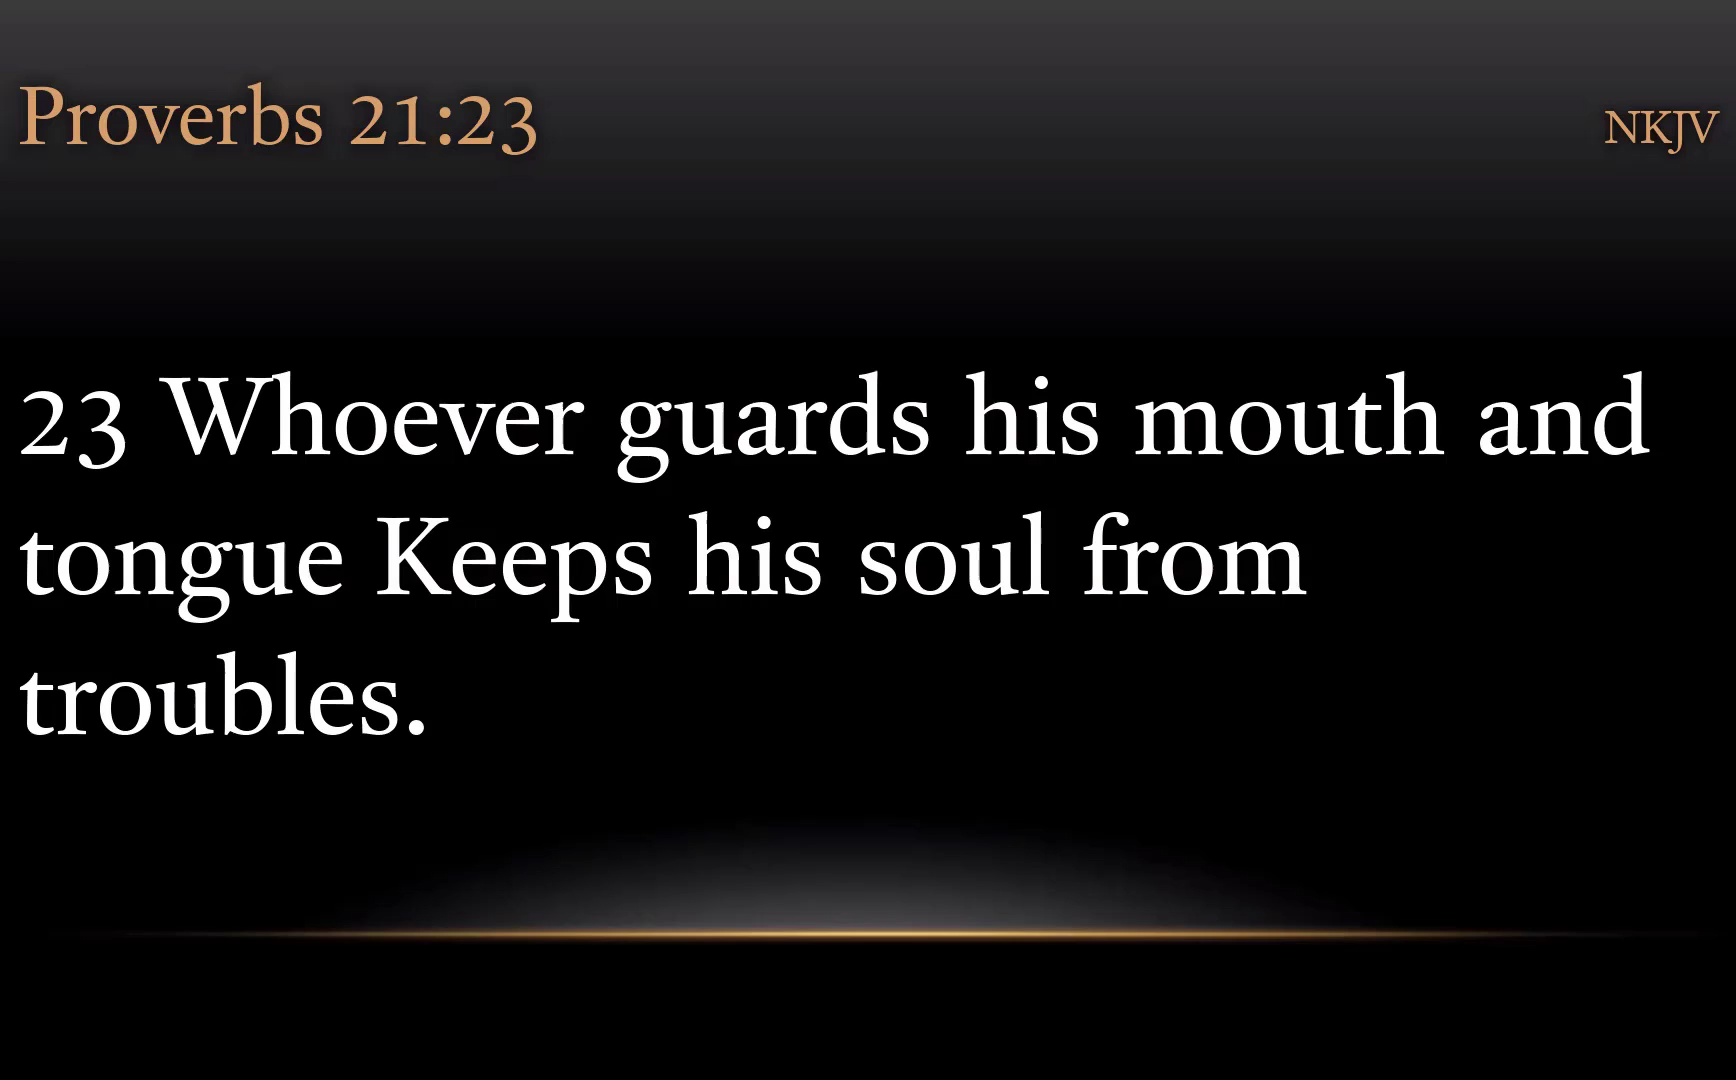 Proverbs 21:23 NKJV
23 Whoever guards his mouth and
tongue Keeps his soul from
troubles.